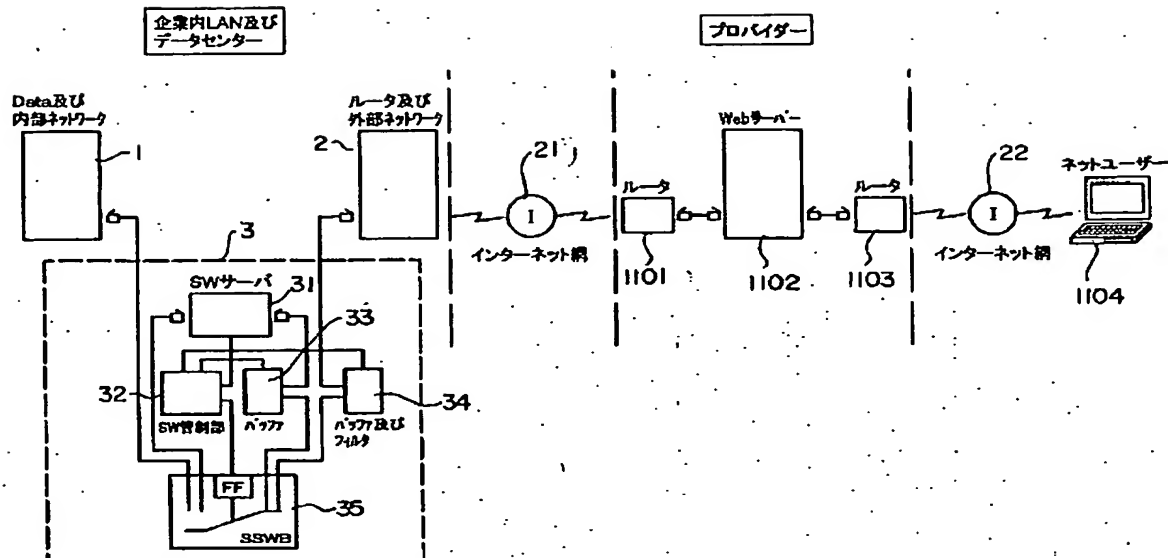 企業内LAN及び
データセンター
プロバイダー
Data及び
内部ネットワーク
1
ルータ及び
外部ネットワーク
2
21
ルータ
1101
Webサーバー
1102
ルータ
1103
22
ネットユーザー
1104
I
インターネット網
I
インターネット網
3
SWサーバ
31
33
32
SW管制部
バッファ
バッファ及び
フィルタ
34
FF
SSWB
35